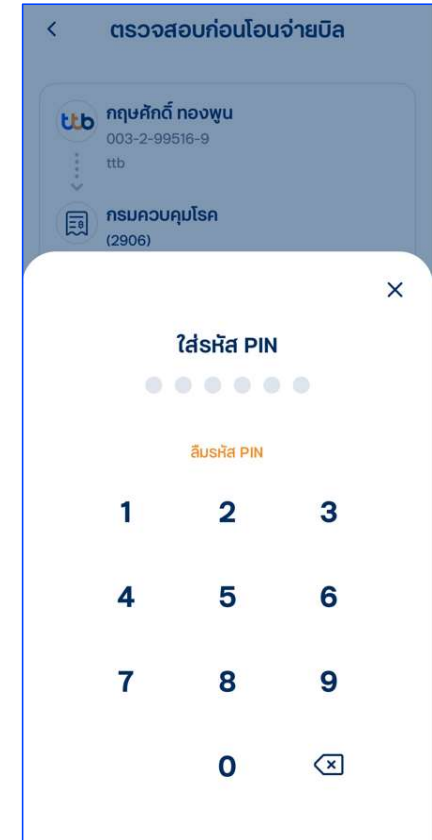 ตรวจสอบก่อนโอนจ่ายบิล
ttb
กฤษศักดิ์ ทองพูน
003-2-99516-9
ttb
กรมควบคุมโรค
(2906)
ใส่รหัส PIN
ลืมรหัส PIN
1 2 3
4 5 6
7 8 9
0